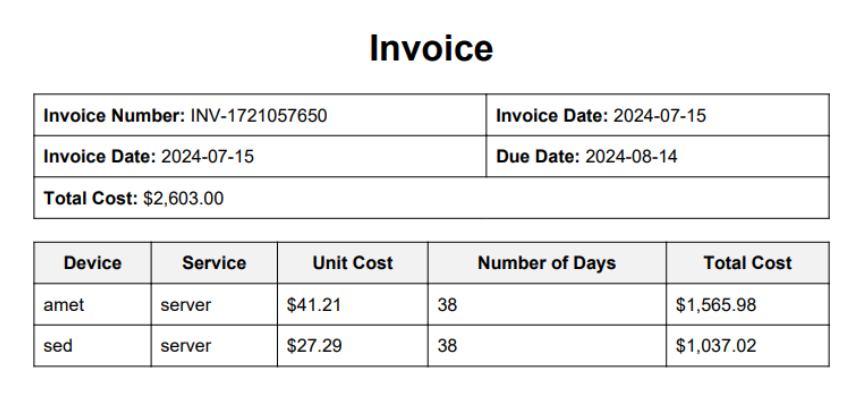 Invoice
Invoice Number: INV-1721057650 Invoice Date: 2024-07-15
Invoice Date: 2024-07-15 Due Date: 2024-08-14
Total Cost: $2,603.00
Device Service Unit Cost Number of Days Total Cost
amet server $41.21 38 $1,565.98
sed server $27.29 38 $1,037.02